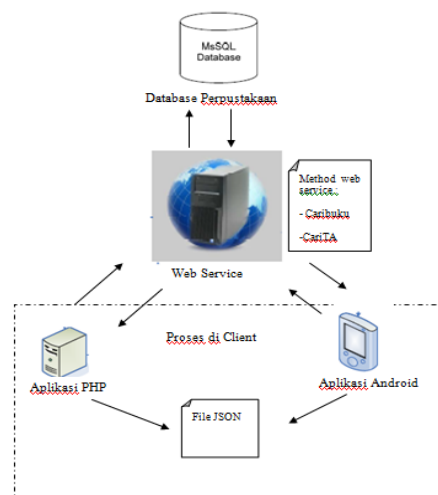 MsSQL
Database
Database Perpustakaan
Method web
service.:
- Caribuku
-CariTA
Web Service
Proses di Client
Aplikasi PHP
Aplikasi Android
File JSON